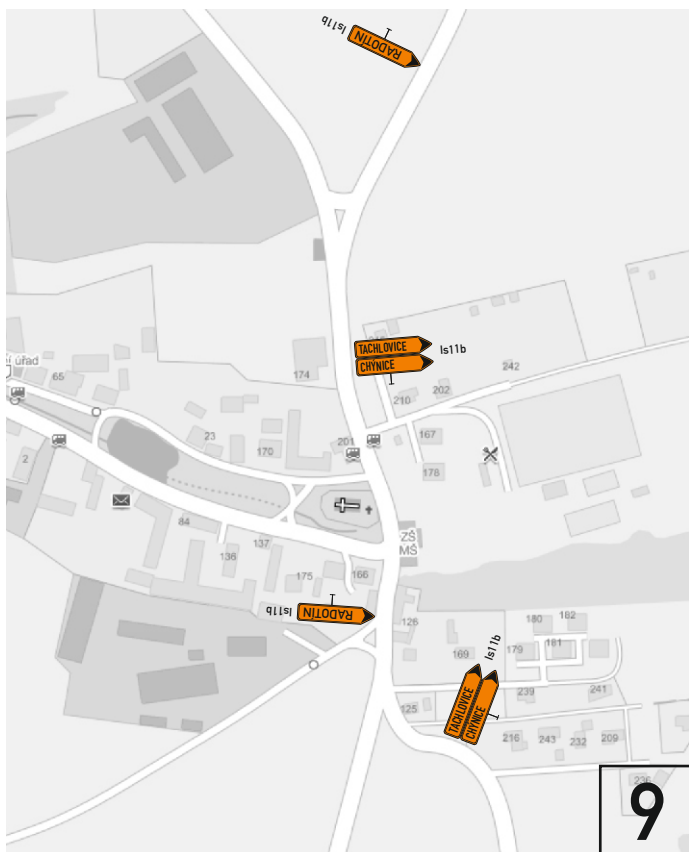 Is11b
RADOTÍN
TACHLOVICE
CHÝNICE
Is11b
242
174
202
210
í úřad
65
23
170
201
167
2
178
84
ZŠ
MŠ
136
137
175
166
Is11b
RADOTÍN
126
180
182
Is11b
169
179
181
TACHLOVICE
CHÝNICE
239
241
125
216
243
232
209
236
9